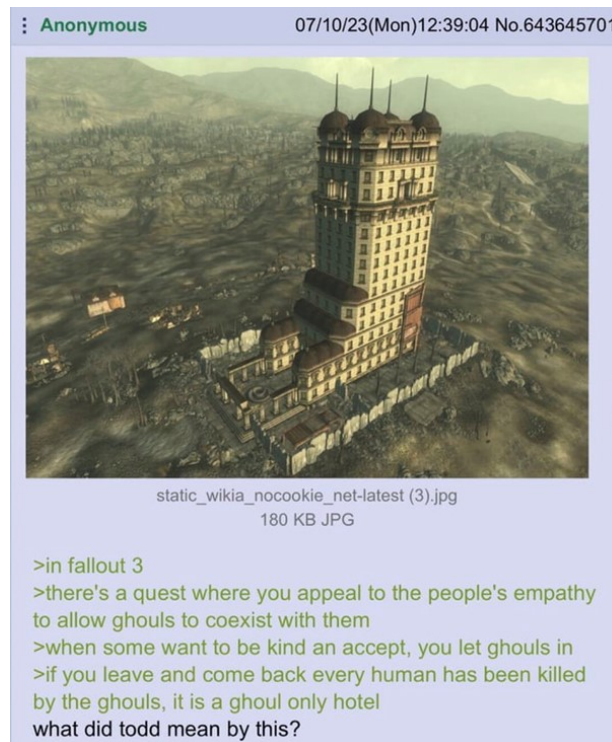 Anonymous 07/10/23(Mon)12:39:04 No.643645701
static_wikia_nocookie_net-latest (3).jpg
180 KB JPG
>in fallout 3
>there's a quest where you appeal to the people's empathy
to allow ghouls to coexist with them
>when some want to be kind an accept, you let ghouls in
>if you leave and come back every human has been killed
by the ghouls, it is a ghoul only hotel
what did todd mean by this?